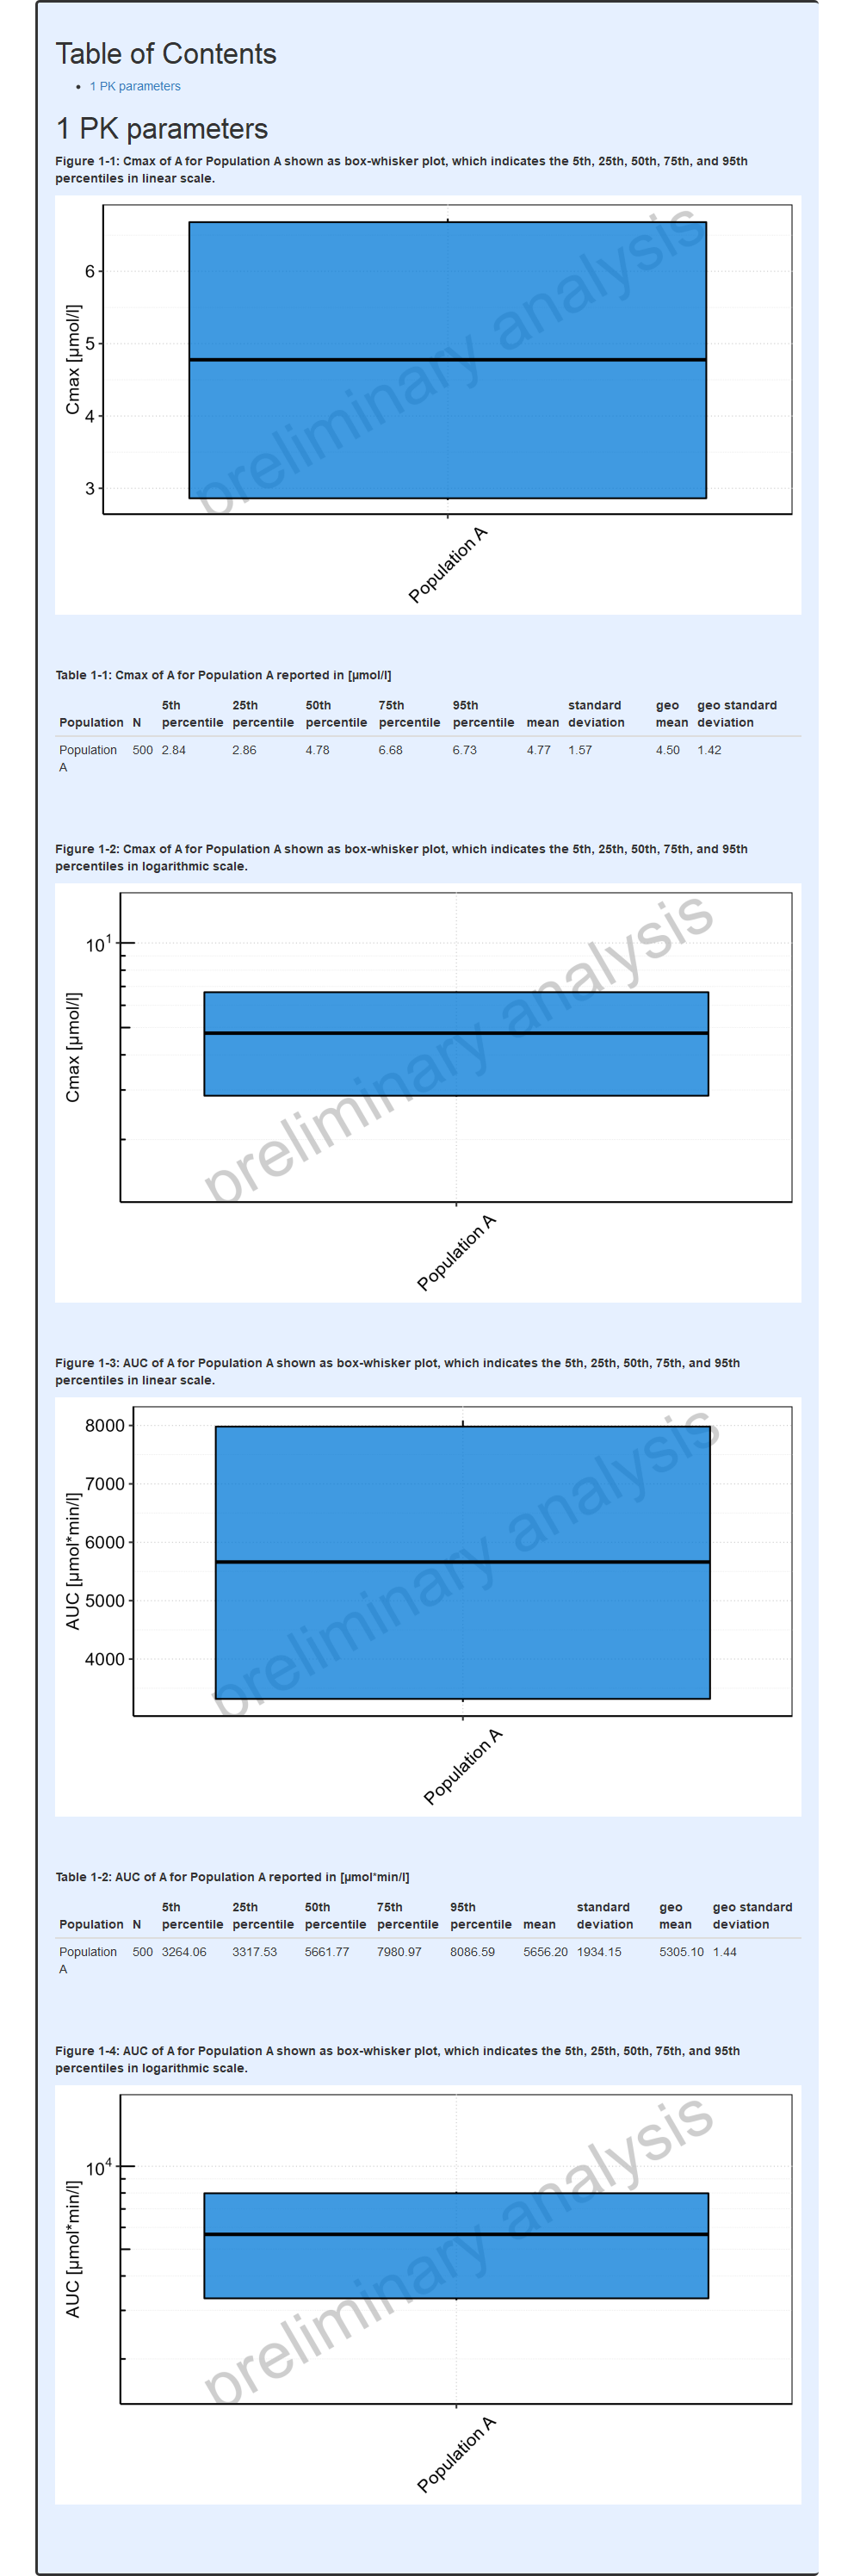 Table of Contents
1 PK parameters
1 PK parameters
Figure 1-1: Cmax of A for Population A shown as box-whisker plot, which indicates the 5th, 25th, 50th, 75th, and 95th
percentiles in linear scale.
preliminary analysis
6
5
4
3
Cmax [µmol/l]
Population A
Table 1-1: Cmax of A for Population A reported in [µmol/l]
5th 25th 50th 75th 95th standard geo geo standard
Population N percentile percentile percentile percentile percentile mean deviation mean deviation
Population 500 2.84 2.86 4.78 6.68 6.73 4.77 1.57 4.50 1.42
A
Figure 1-2: Cmax of A for Population A shown as box-whisker plot, which indicates the 5th, 25th, 50th, 75th, and 95th
percentiles in logarithmic scale.
preliminary analysis
10¹
Cmax [µmol/l]
Population A
Figure 1-3: AUC of A for Population A shown as box-whisker plot, which indicates the 5th, 25th, 50th, 75th, and 95th
percentiles in linear scale.
preliminary analysis
8000
7000
6000
5000
4000
AUC [µmol*min/l]
Population A
Table 1-2: AUC of A for Population A reported in [µmol*min/l]
5th 25th 50th 75th 95th standard geo geo standard
Population N percentile percentile percentile percentile percentile mean deviation mean deviation
Population 500 3264.06 3317.53 5661.77 7980.97 8086.59 5656.20 1934.15 5305.10 1.44
A
Figure 1-4: AUC of A for Population A shown as box-whisker plot, which indicates the 5th, 25th, 50th, 75th, and 95th
percentiles in logarithmic scale.
preliminary analysis
10⁴
AUC [µmol*min/l]
Population A